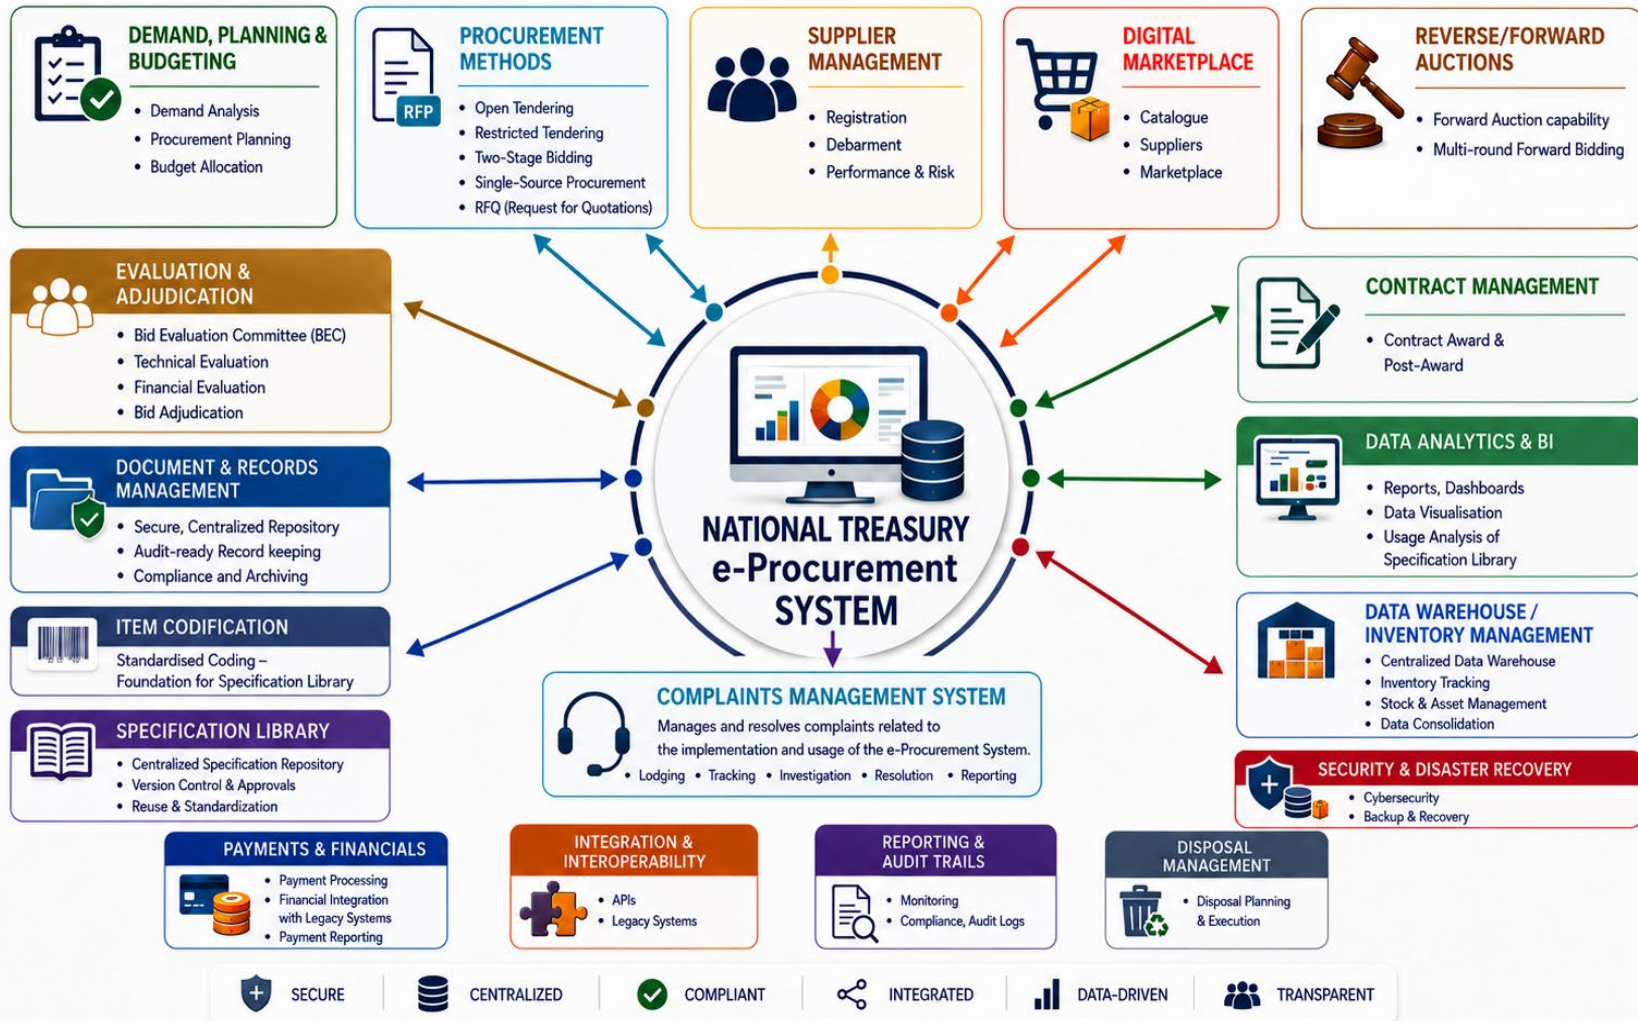 DEMAND, PLANNING &
BUDGETING
• Demand Analysis
• Procurement Planning
• Budget Allocation
PROCUREMENT
METHODS
RFP
• Open Tendering
• Restricted Tendering
• Two-Stage Bidding
• Single-Source Procurement
• RFQ (Request for Quotations)
SUPPLIER
MANAGEMENT
• Registration
• Debarment
• Performance & Risk
DIGITAL
MARKETPLACE
• Catalogue
• Suppliers
• Marketplace
REVERSE/FORWARD
AUCTIONS
• Forward Auction capability
• Multi-round Forward Bidding
EVALUATION &
ADJUDICATION
• Bid Evaluation Committee (BEC)
• Technical Evaluation
• Financial Evaluation
• Bid Adjudication
DOCUMENT & RECORDS
MANAGEMENT
• Secure, Centralized Repository
• Audit-ready Record keeping
• Compliance and Archiving
ITEM CODIFICATION
Standardised Coding –
Foundation for Specification Library
SPECIFICATION LIBRARY
• Centralized Specification Repository
• Version Control & Approvals
• Reuse & Standardization
NATIONAL TREASURY
e-Procurement
SYSTEM
COMPLAINTS MANAGEMENT SYSTEM
Manages and resolves complaints related to
the implementation and usage of the e-Procurement System.
• Lodging • Tracking • Investigation • Resolution • Reporting
CONTRACT MANAGEMENT
• Contract Award &
Post-Award
DATA ANALYTICS & BI
• Reports, Dashboards
• Data Visualisation
• Usage Analysis of
Specification Library
DATA WAREHOUSE /
INVENTORY MANAGEMENT
• Centralized Data Warehouse
• Inventory Tracking
• Stock & Asset Management
• Data Consolidation
SECURITY & DISASTER RECOVERY
• Cybersecurity
• Backup & Recovery
PAYMENTS & FINANCIALS
• Payment Processing
• Financial Integration
with Legacy Systems
• Payment Reporting
INTEGRATION &
INTEROPERABILITY
• APIs
• Legacy Systems
REPORTING &
AUDIT TRAILS
• Monitoring
• Compliance, Audit Logs
DISPOSAL
MANAGEMENT
• Disposal Planning
& Execution
SECURE
CENTRALIZED
COMPLIANT
INTEGRATED
DATA-DRIVEN
TRANSPARENT